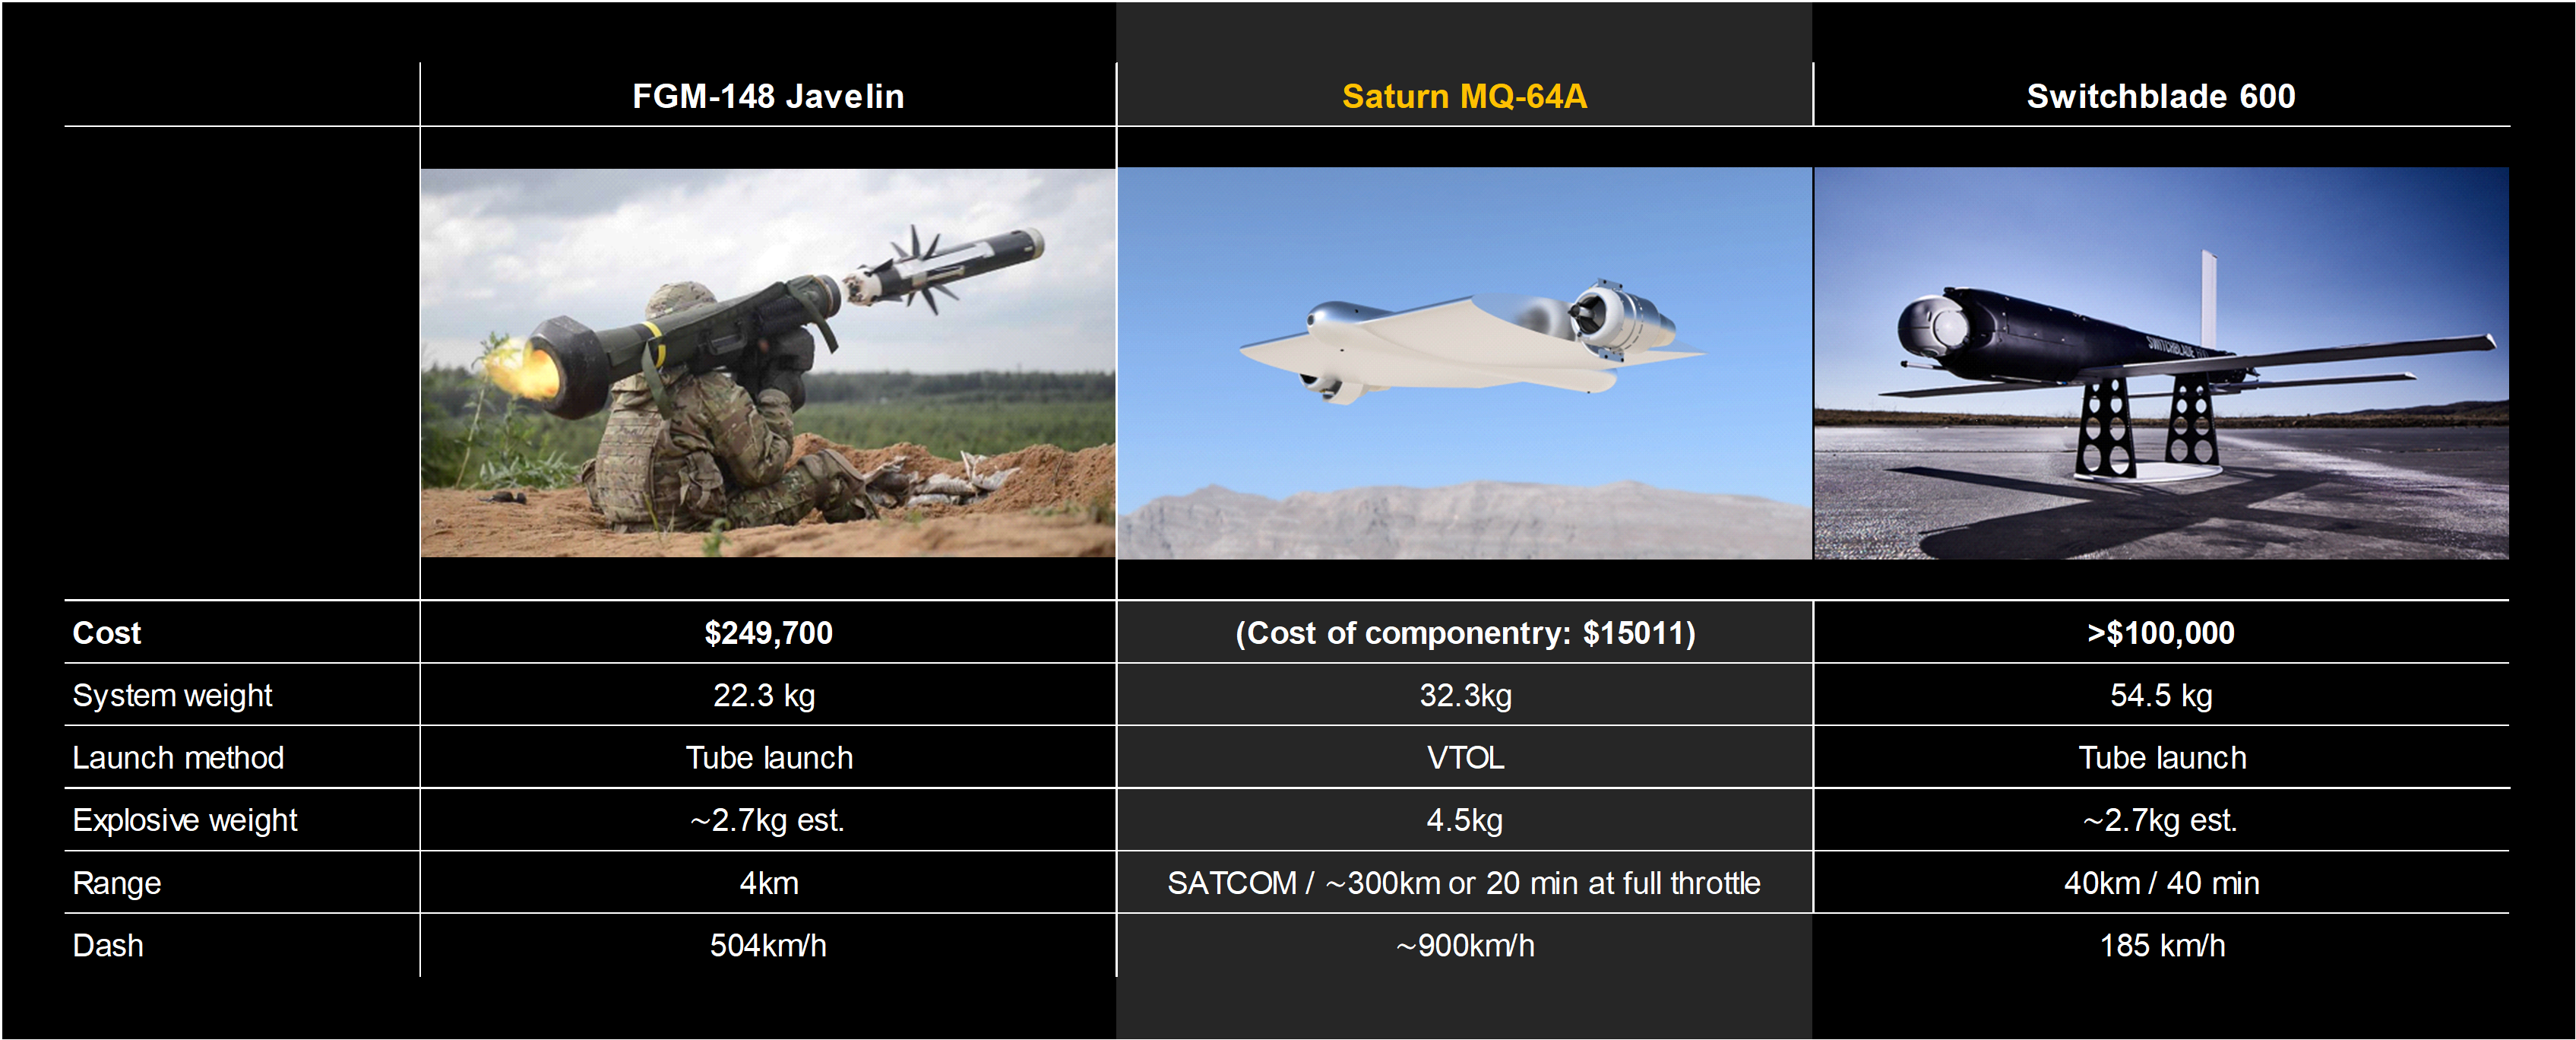 FGM-148 Javelin
Saturn MQ-64A
Switchblade 600
SWITCHBLADE
Cost
$249,700
(Cost of componentry: $15011)
>$100,000
System weight
22.3 kg
32.3kg
54.5 kg
Launch method
Tube launch
VTOL
Tube launch
Explosive weight
~2.7kg est.
4.5kg
~2.7kg est.
Range
4km
SATCOM / ~300km or 20 min at full throttle
40km / 40 min
Dash
504km/h
~900km/h
185 km/h